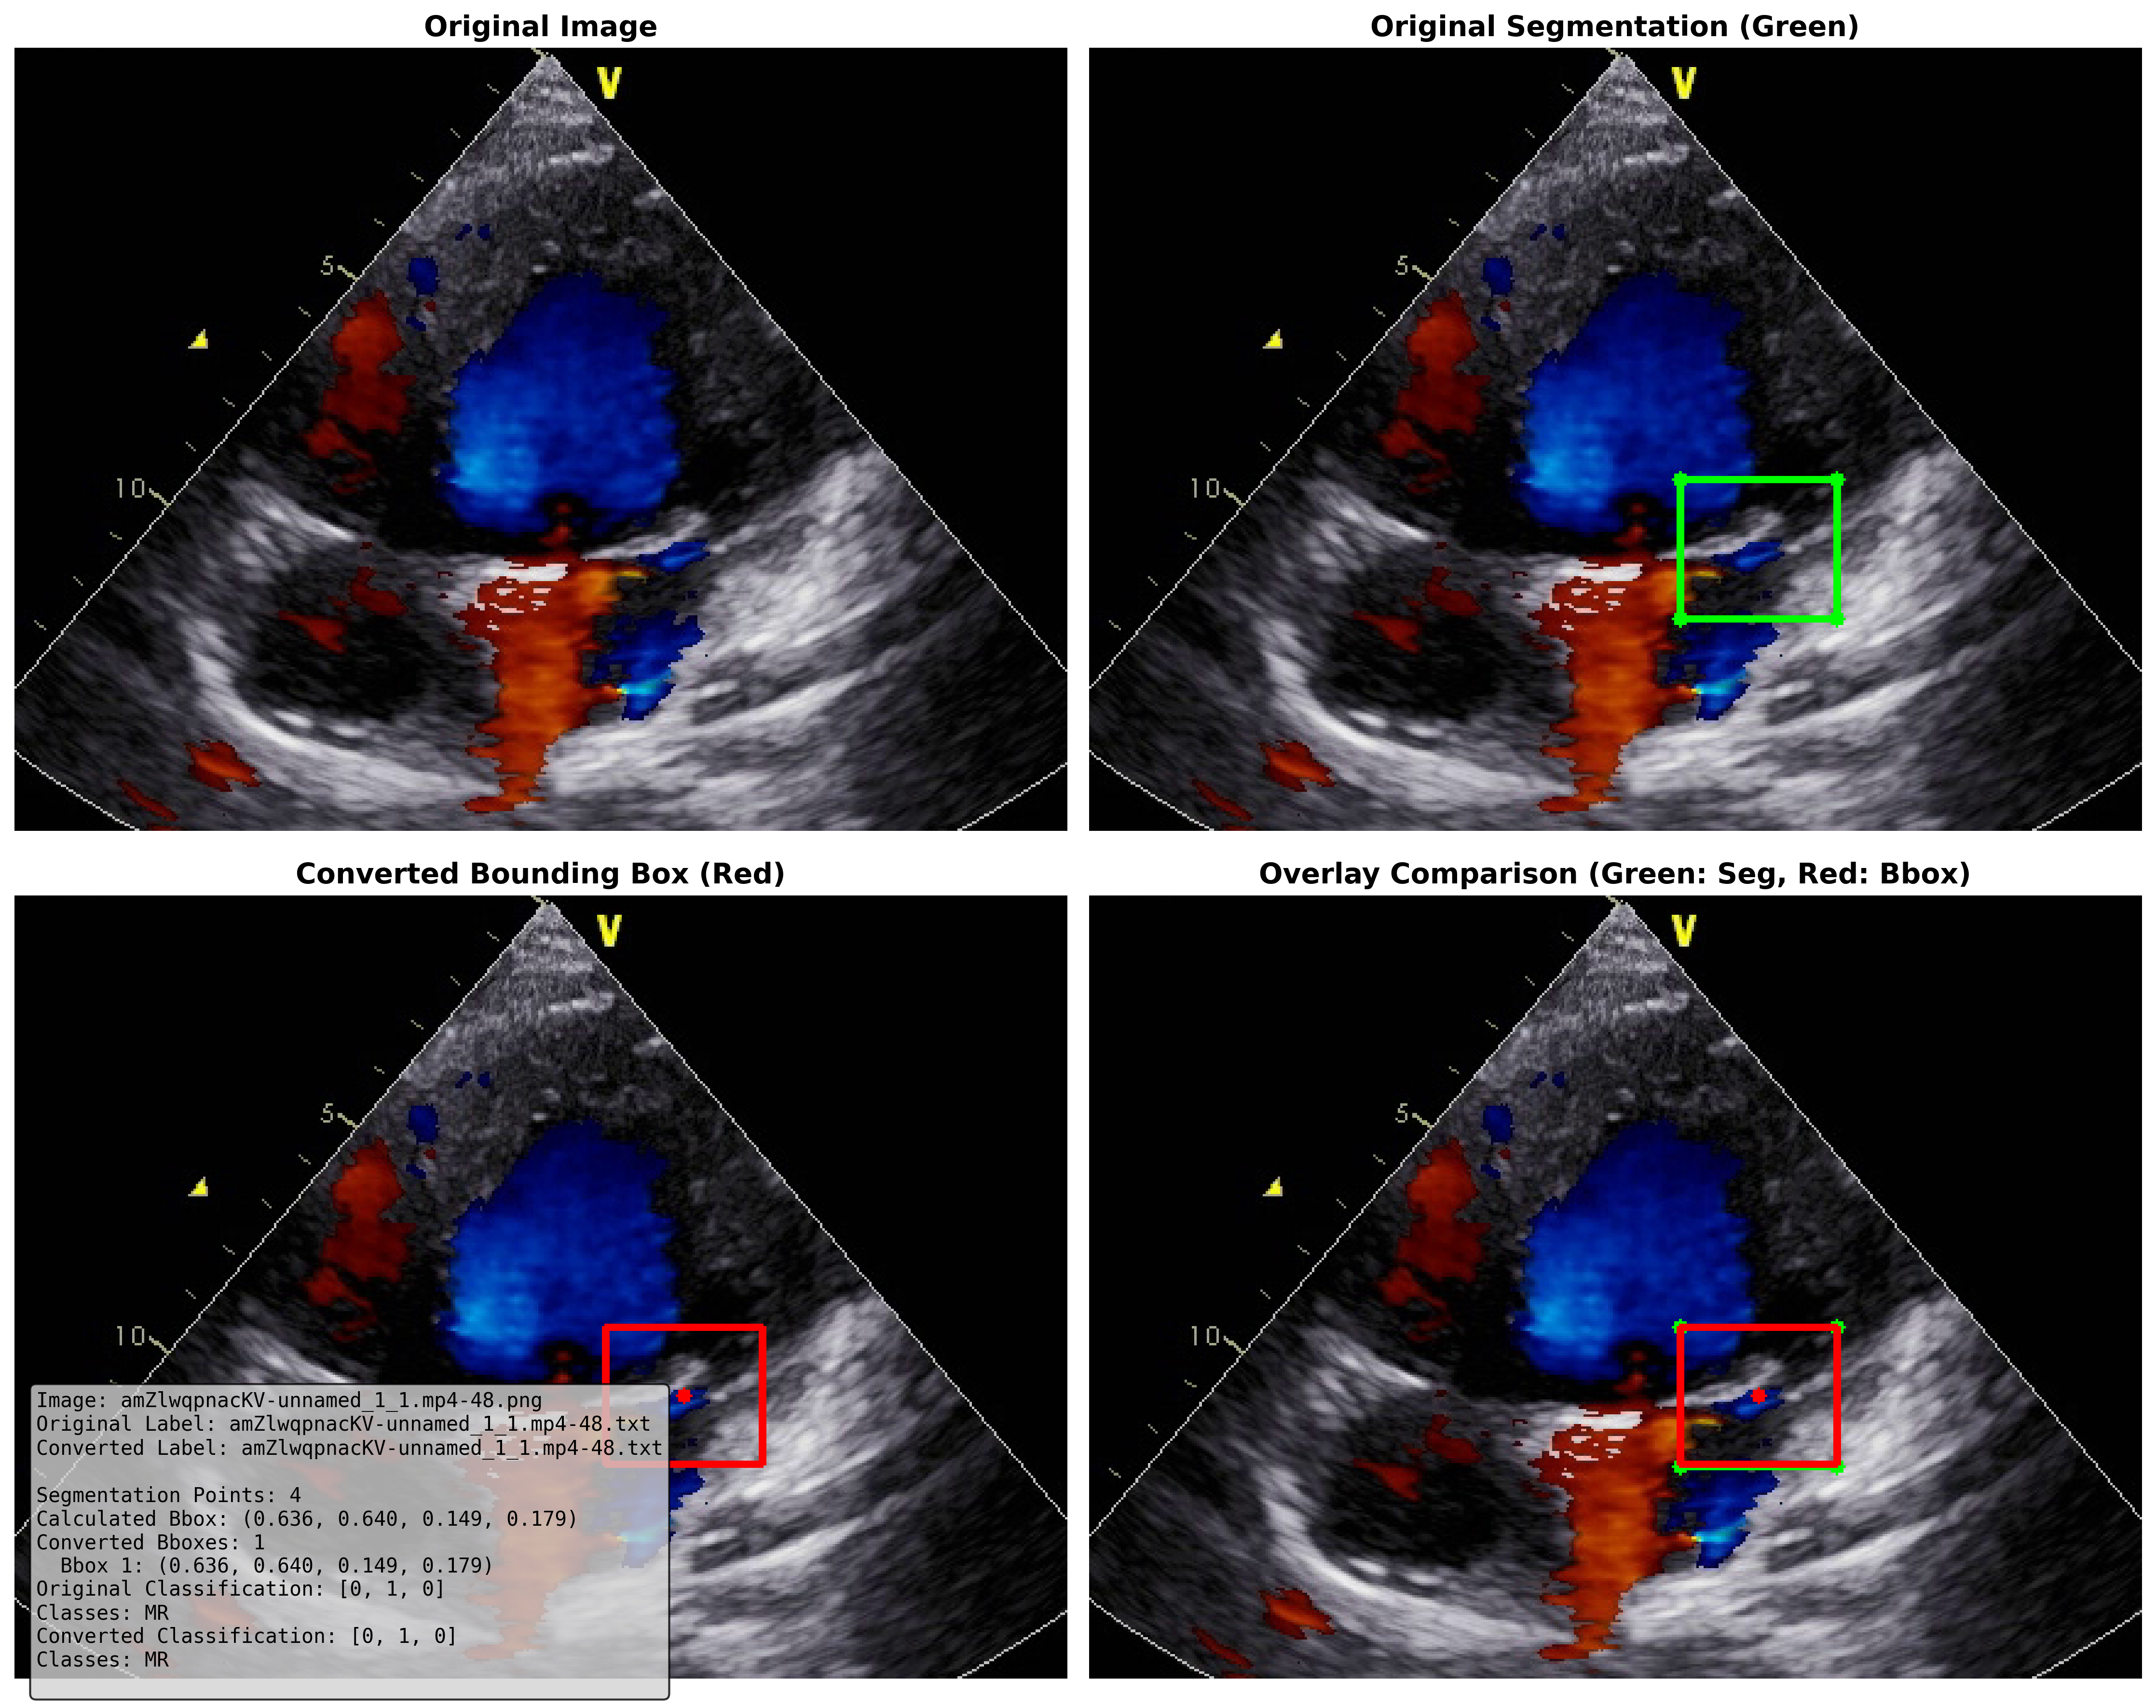 Original Image
Original Segmentation (Green)
V
5
10
V
5
10
Converted Bounding Box (Red)
Overlay Comparison (Green: Seg, Red: Bbox)
V
5
10
V
5
10
Image: amZlwqpnacKV-unnamed_1_1.mp4-48.png
Original Label: amZlwqpnacKV-unnamed_1_1.mp4-48.txt
Converted Label: amZlwqpnacKV-unnamed_1_1.mp4-48.txt
Segmentation Points: 4
Calculated Bbox: (0.636, 0.640, 0.149, 0.179)
Converted Bboxes: 1
Bbox 1: (0.636, 0.640, 0.149, 0.179)
Original Classification: [0, 1, 0]
Classes: MR
Converted Classification: [0, 1, 0]
Classes: MR